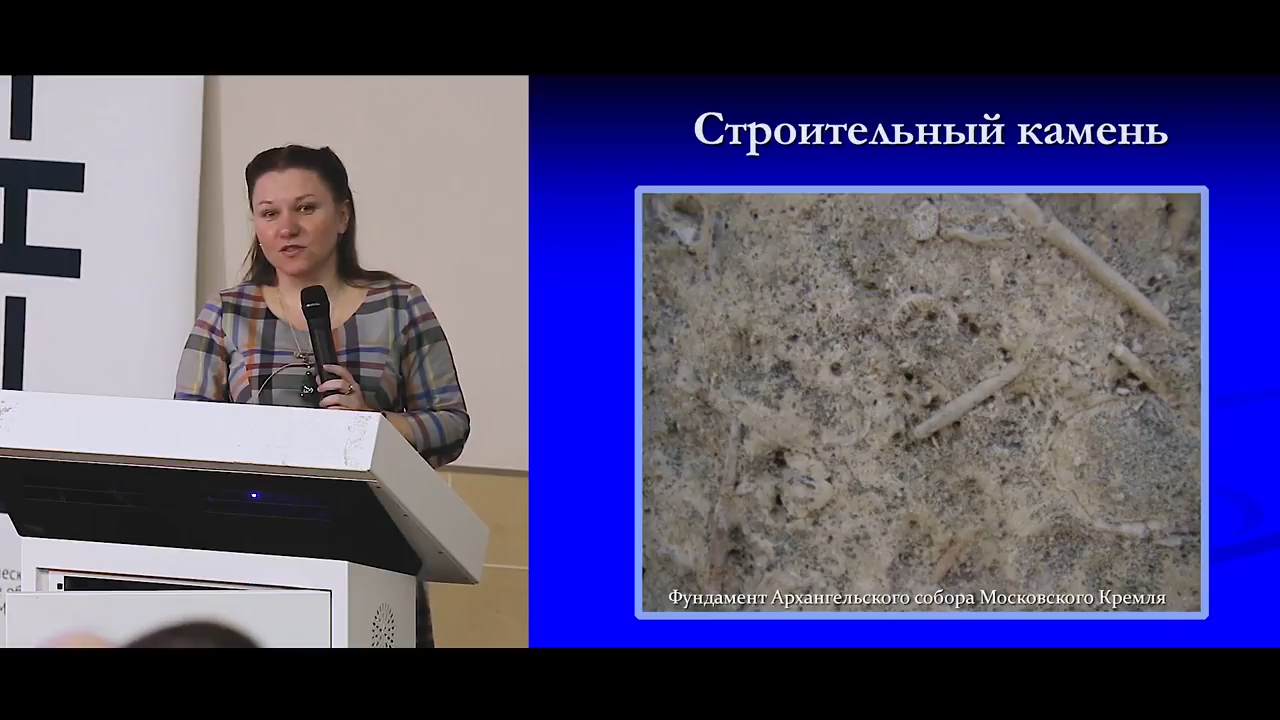 Строительный камень
Фундамент Архангельского собора Московского Кремля